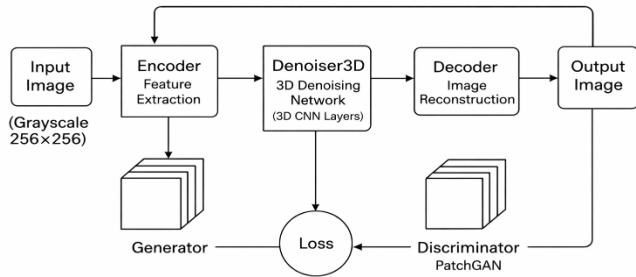 Input
Image
(Grayscale
256×256)
Encoder
Feature
Extraction
Denoiser3D
3D Denoising
Network
(3D CNN Layers)
Decoder
Image
Reconstruction)
Output
Image
Generator
Loss
Discriminator
PatchGAN